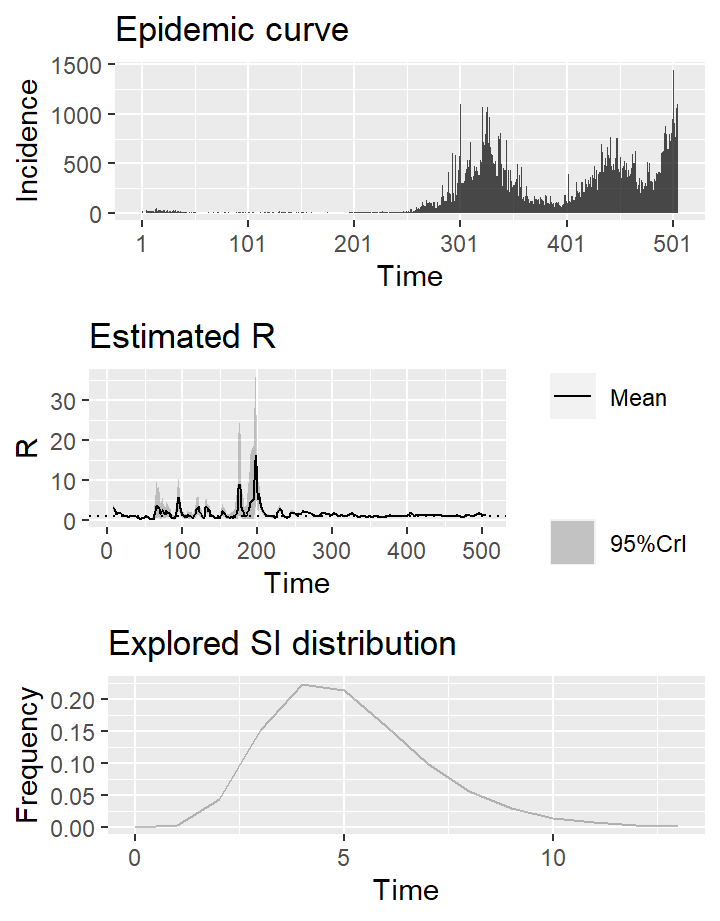 Epidemic curve
1500
1000
500
0
Incidence
1 101 201 301 401 501
Time
Estimated R
30
20
10
0
R
0 100 200 300 400 500
Time
Mean
95%CrI
Explored SI distribution
0.20
0.15
0.10
0.05
0.00
Frequency
0 5 10
Time